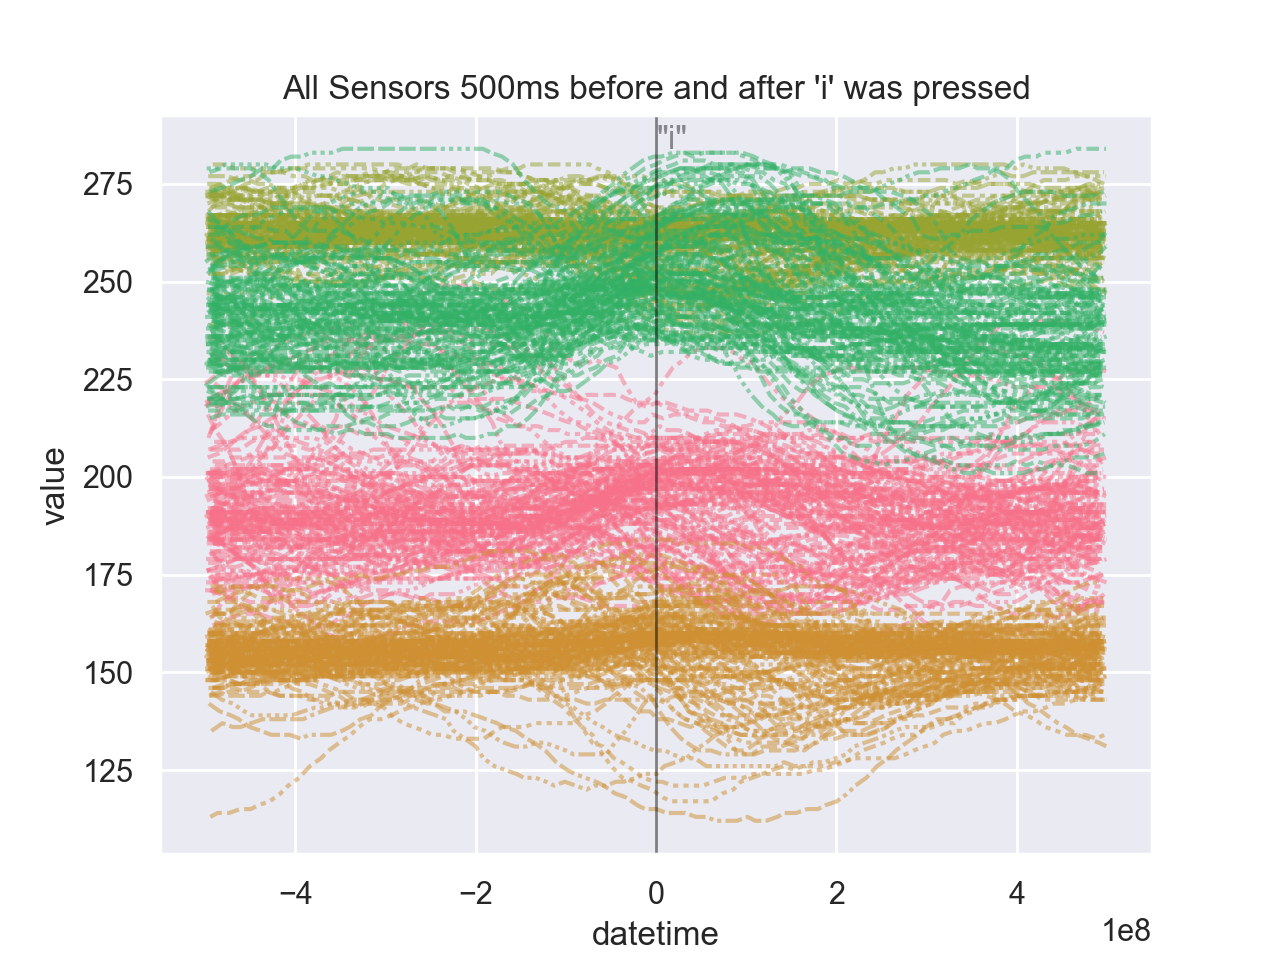 All Sensors 500ms before and after 'i' was pressed
"i"
275
250
225
200
175
150
125
value
−4 −2 0 2 4
1e8
datetime